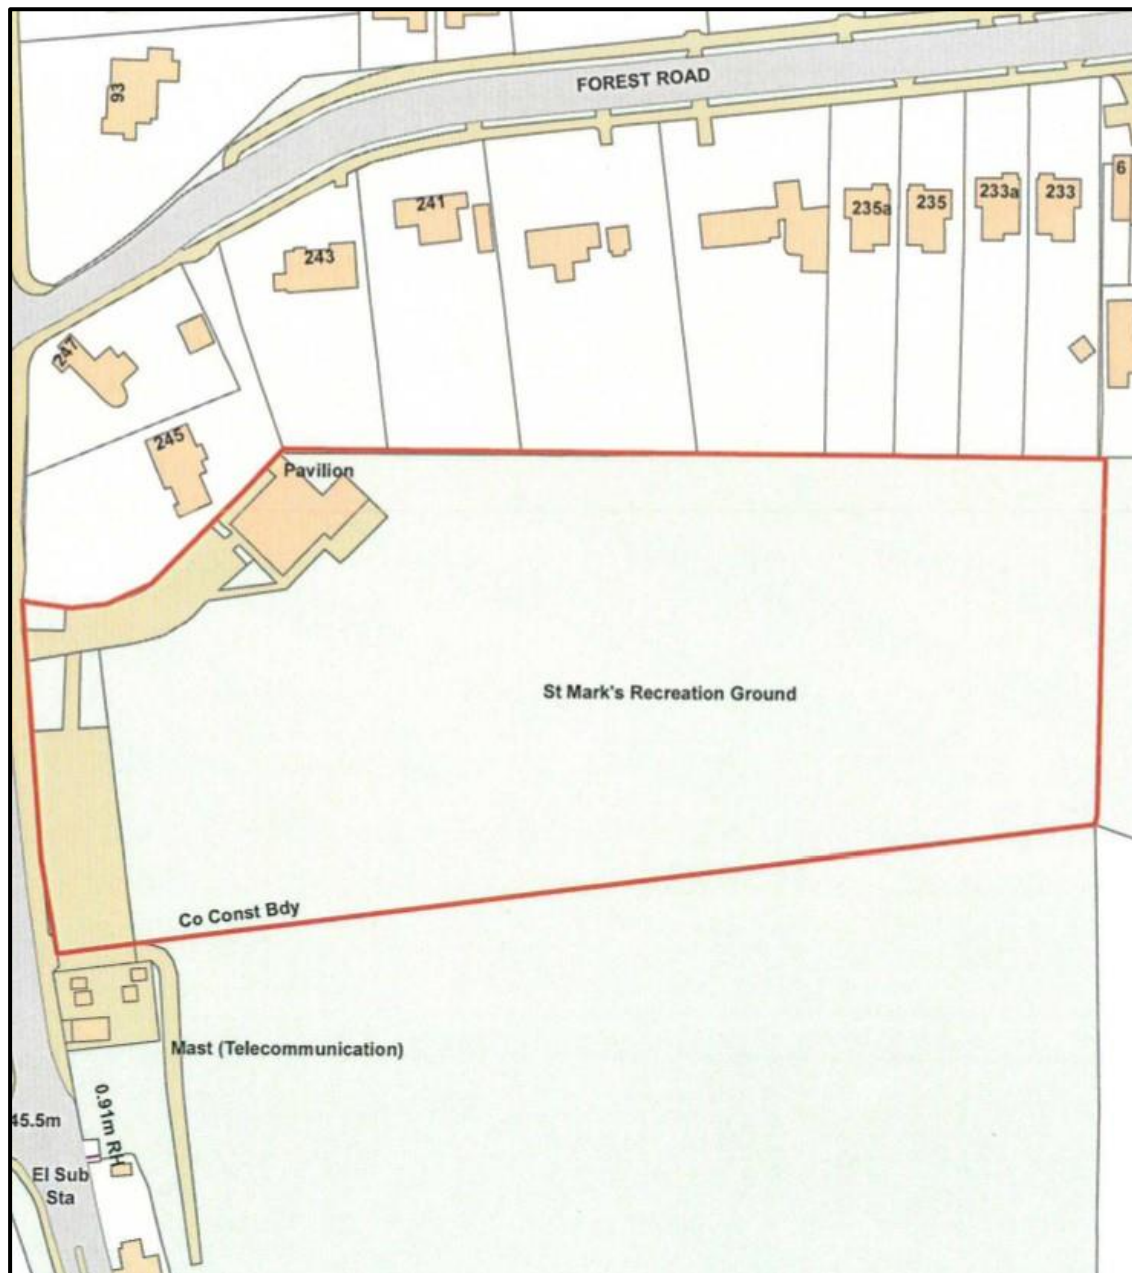 FOREST ROAD
93
241
243
235a
235
233a
233
6
247
245
Pavilion
St Mark's Recreation Ground
Co Const Bdy
Mast (Telecommunication)
0.91m RH
45.5m
El Sub
Sta